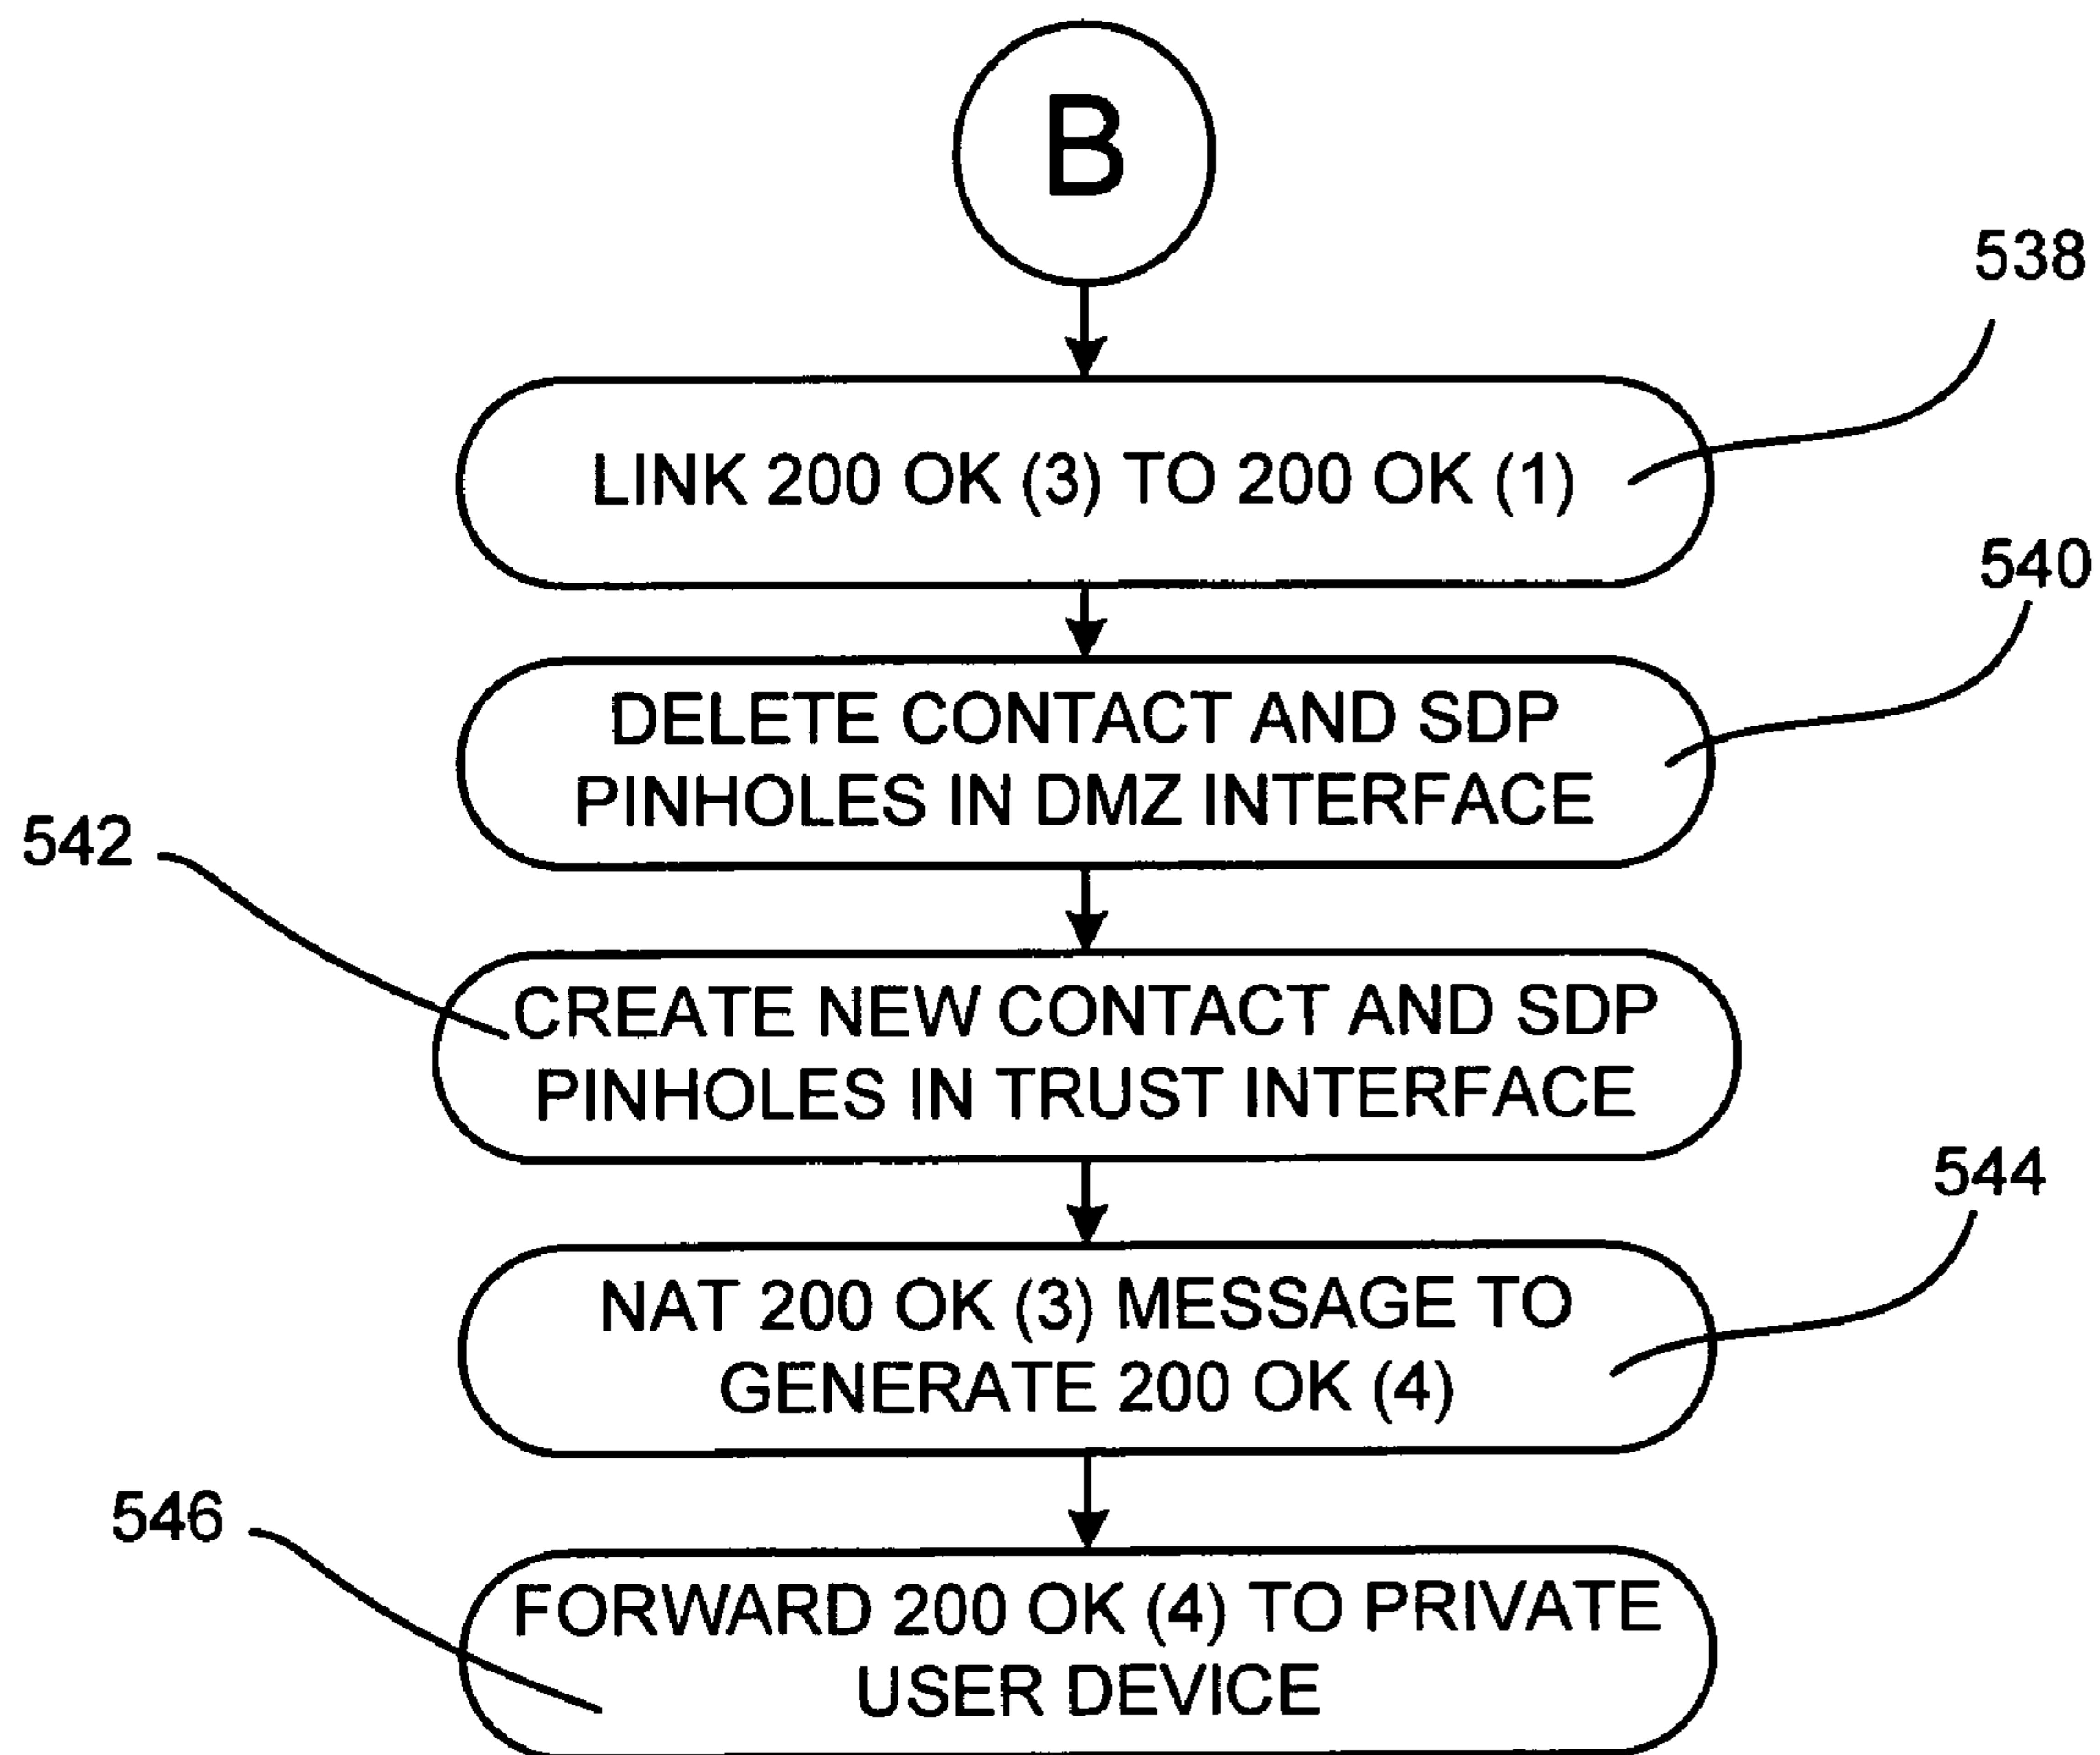 B
538
LINK 200 OK (3) TO 200 OK (1)
540
DELETE CONTACT AND SDP
PINHOLES IN DMZ INTERFACE
542
CREATE NEW CONTACT AND SDP
PINHOLES IN TRUST INTERFACE
544
NAT 200 OK (3) MESSAGE TO
GENERATE 200 OK (4)
546
FORWARD 200 OK (4) TO PRIVATE
USER DEVICE